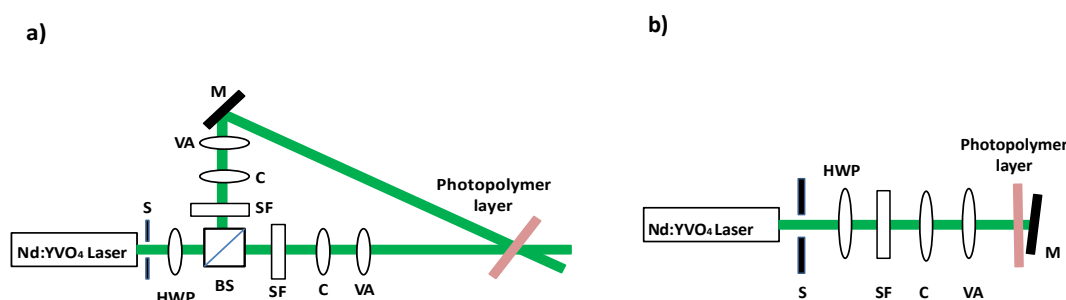 a)
M
VA
C
SF
S
Nd:YVO₄ Laser
HWP
BS
SF
C
VA
Photopolymer
layer
b)
HWP
Photopolymer
layer
Nd:YVO₄ Laser
S
SF
C
VA
M